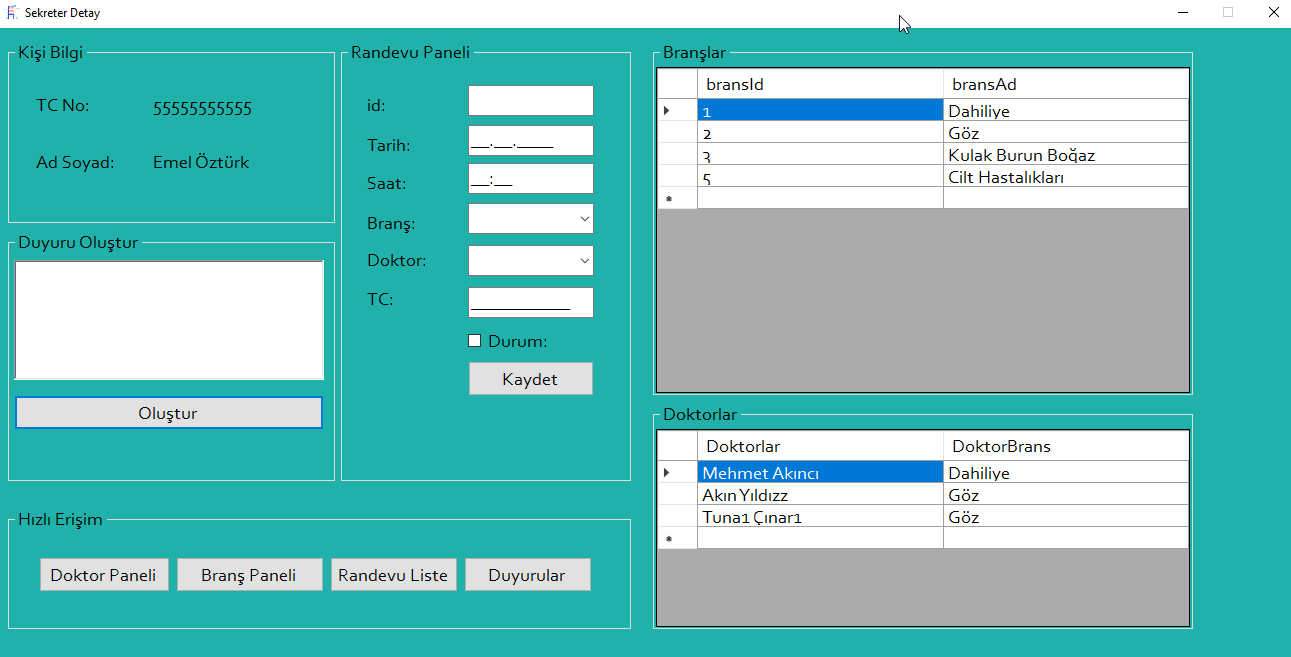 Sekreter Detay
Kişi Bilgi
TC No: 55555555555
Ad Soyad: Emel Öztürk
Duyuru Oluştur
Oluştur
Randevu Paneli
id:
Tarih: __.__.____
Saat: __:__
Branş:
Doktor:
TC: ___________
Durum:
Kaydet
Hızlı Erişim
Doktor Paneli Branş Paneli Randevu Liste Duyurular
Branşlar
bransId bransAd
1 Dahiliye
2 Göz
3 Kulak Burun Boğaz
5 Cilt Hastalıkları
Doktorlar
Doktorlar DoktorBrans
Mehmet Akıncı Dahiliye
Akın Yıldızz Göz
Tuna1 Çınar1 Göz